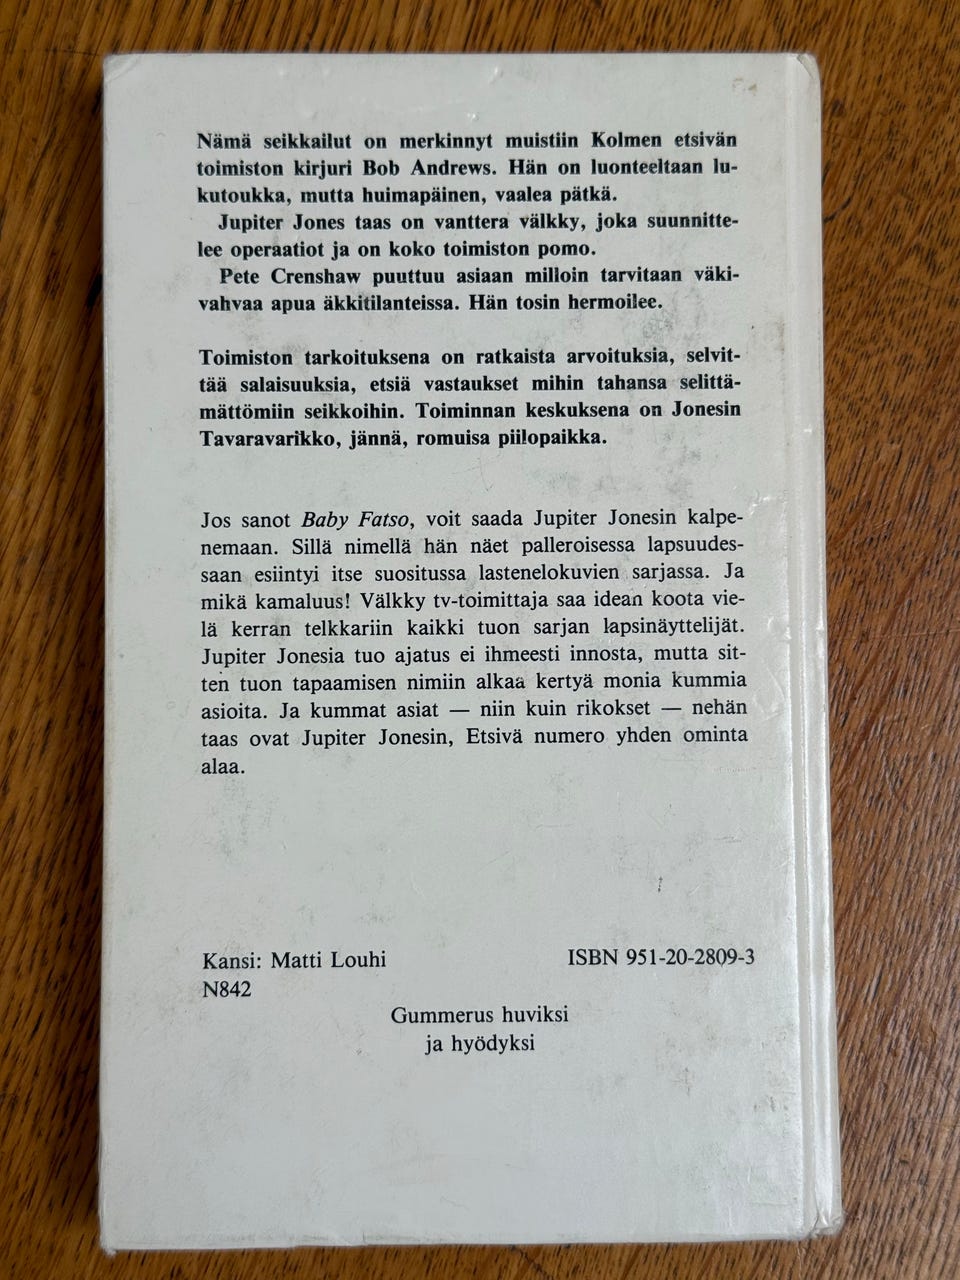 Nämä seikkailut on merkinnyt muistiin Kolmen etsivän
toimiston kirjuri Bob Andrews. Hän on luonteeltaan lu-
kutoukka, mutta huimapäinen, vaalea pätkä.
Jupiter Jones taas on vanttera välkky, joka suunnitte-
lee operaatiot ja on koko toimiston pomo.
Pete Crenshaw puuttuu asiaan milloin tarvitaan väki-
vahvaa apua äkkitilanteissa. Hän tosin hermoilee.
Toimiston tarkoituksena on ratkaista arvoituksia, selvit-
tää salaisuuksia, etsiä vastaukset mihin tahansa selittä-
mättömiin seikkoihin. Toiminnan keskuksena on Jonesin
Tavaravarikko, jännä, romuisa piilopaikka.
Jos sanot Baby Fatso, voit saada Jupiter Jonesin kalpe-
nemaan. Sillä nimellä hän näet palleroisessa lapsuudes-
saan esiintyi itse suositussa lastenelokuvien sarjassa. Ja
mikä kamaluus! Välkky tv-toimittaja saa idean koota vie-
lä kerran telkkariin kaikki tuon sarjan lapsinäyttelijät.
Jupiter Jonesia tuo ajatus ei ihmeesti innosta, mutta sit-
ten tuon tapaamisen nimiin alkaa kertyä monia kummia
asioita. Ja kummat asiat — niin kuin rikokset — nehän
taas ovat Jupiter Jonesin, Etsivä numero yhden ominta
alaa.
Kansi: Matti Louhi
ISBN 951-20-2809-3
N842
Gummerus huviksi
ja hyödyksi